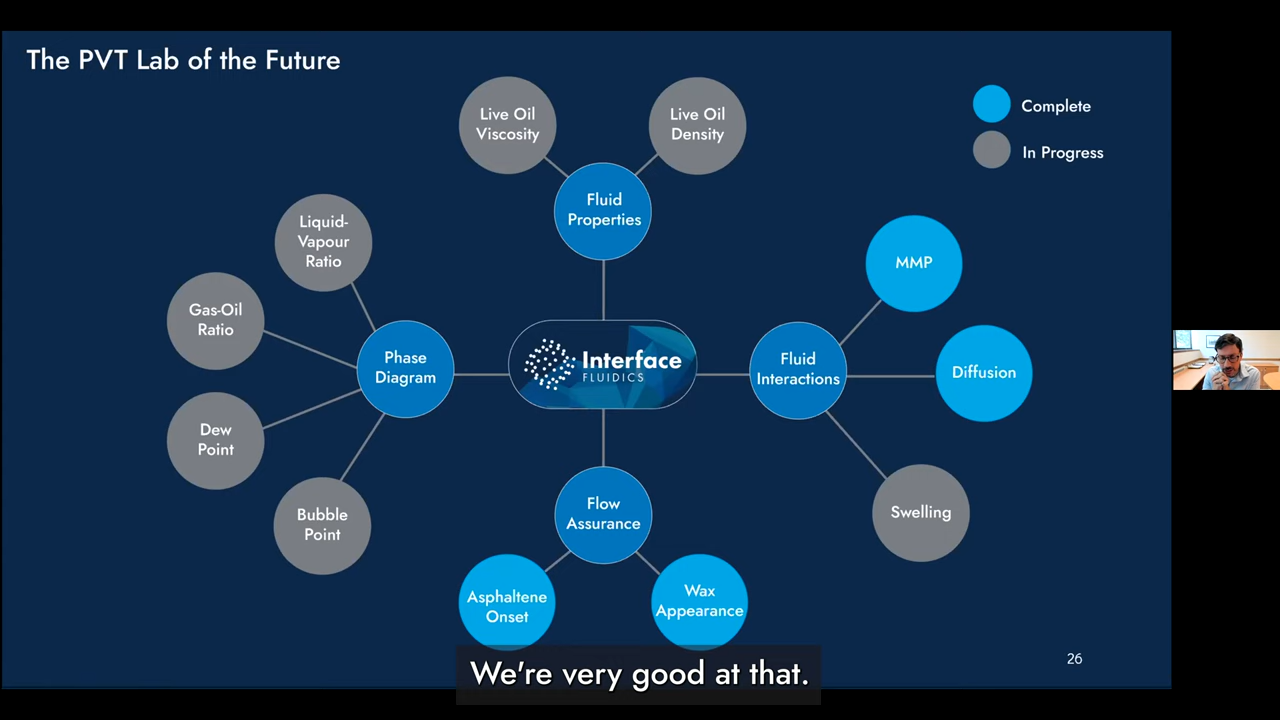 The PVT Lab of the Future
Complete
In Progress
Live Oil
Viscosity
Live Oil
Density
Fluid
Properties
Liquid-
Vapour
Ratio
Gas-Oil
Ratio
Dew
Point
Bubble
Point
Phase
Diagram
Interface
FLUIDICS
Fluid
Interactions
MMP
Diffusion
Swelling
Flow
Assurance
Asphaltene
Onset
Wax
Appearance
We're very good at that.
26